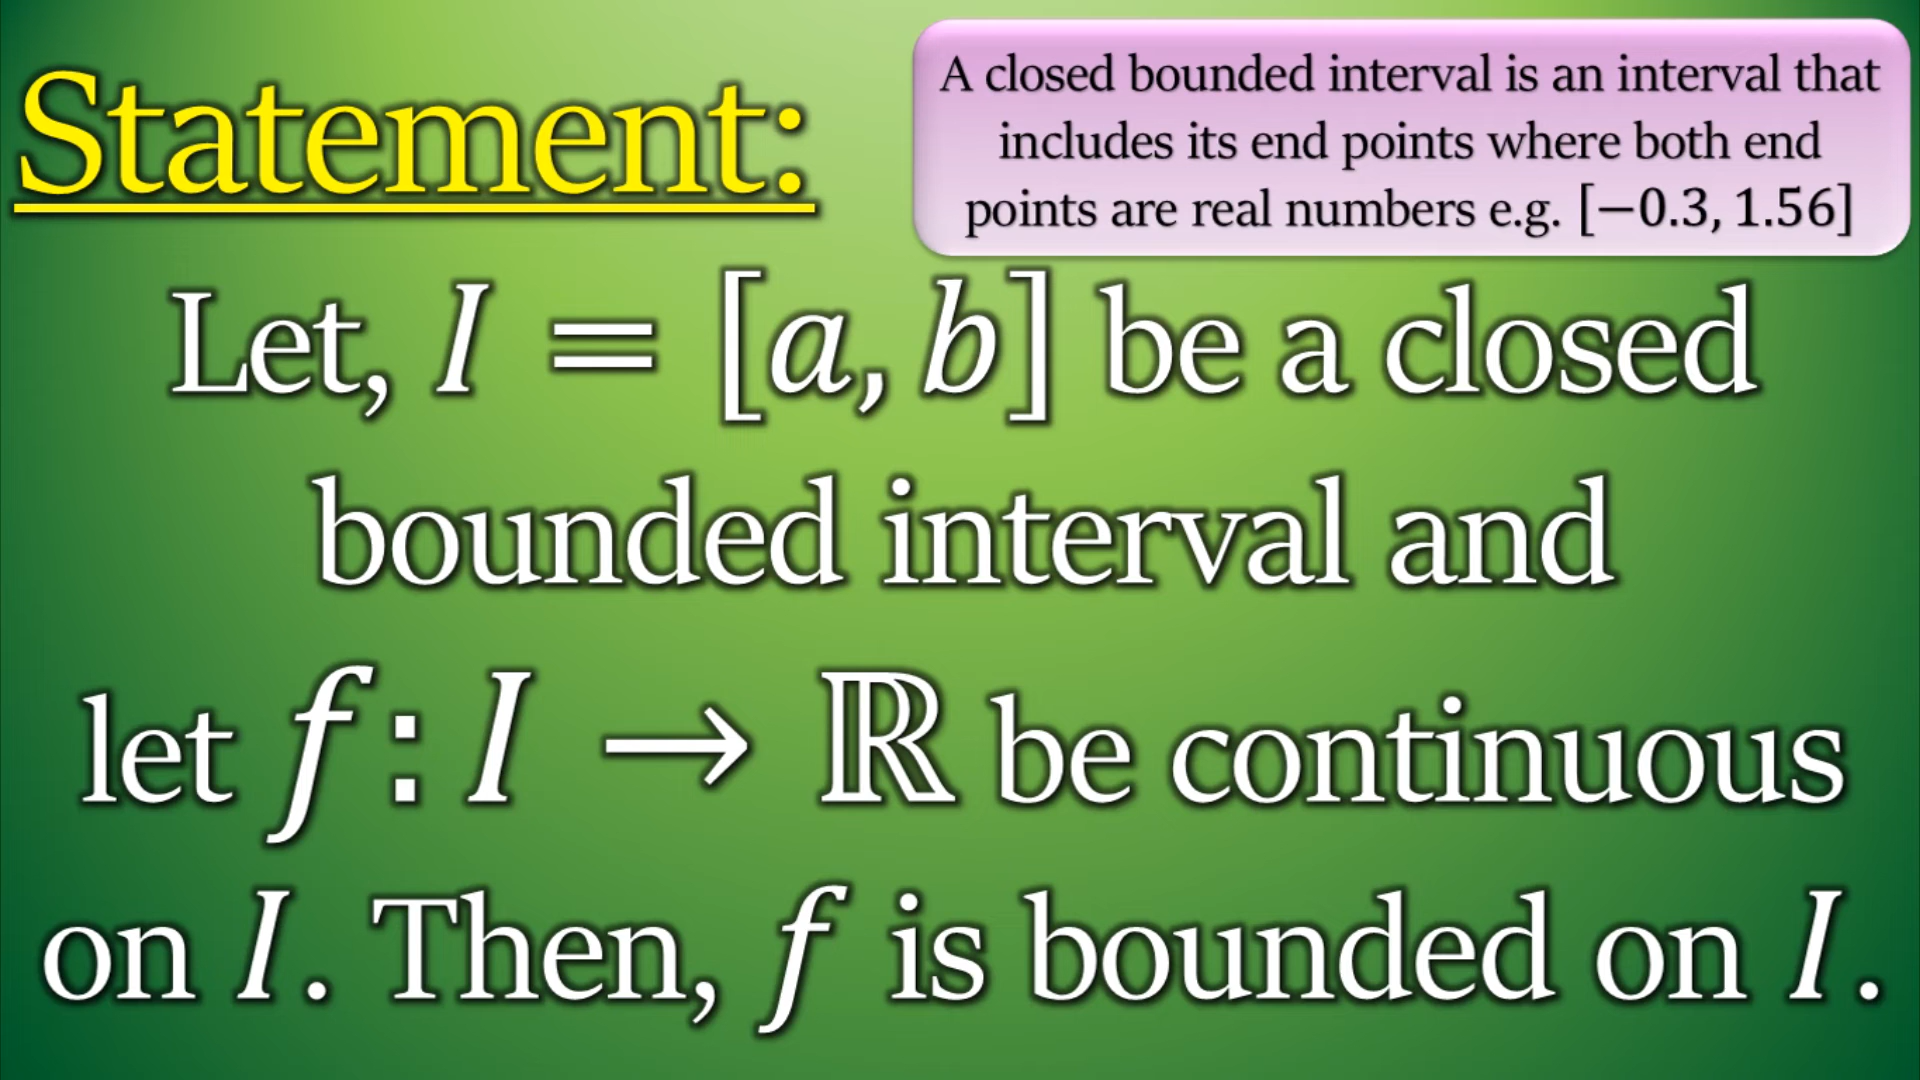 Statement:
A closed bounded interval is an interval that
includes its end points where both end
points are real numbers e.g. [−0.3, 1.56]
Let, I = [a, b] be a closed
bounded interval and
let f : I → ℝ be continuous
on I. Then, f is bounded on I.